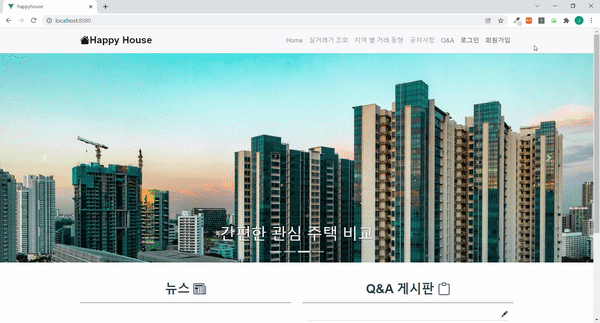 happyhouse
localhost:8080
Happy House
Home 실거래가 조회 지역 별 거래 동향 공지사항 Q&A 로그인 회원가입
간편한 관심 주택 비교
뉴스
Q&A 게시판